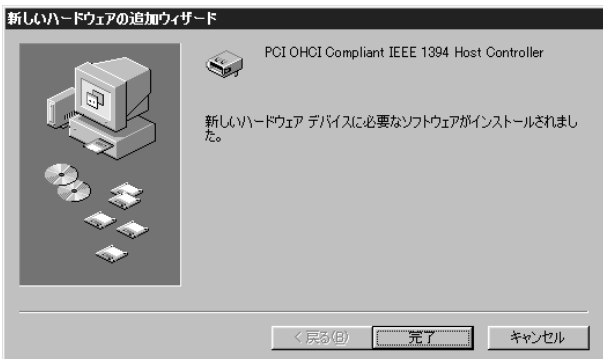 新しいハードウェアの追加ウィザード
PCI OHCI Compliant IEEE 1394 Host Controller
新しいハードウェア デバイスに必要なソフトウェアがインストールされまし
た。
< 戻る(B)
完了
キャンセル